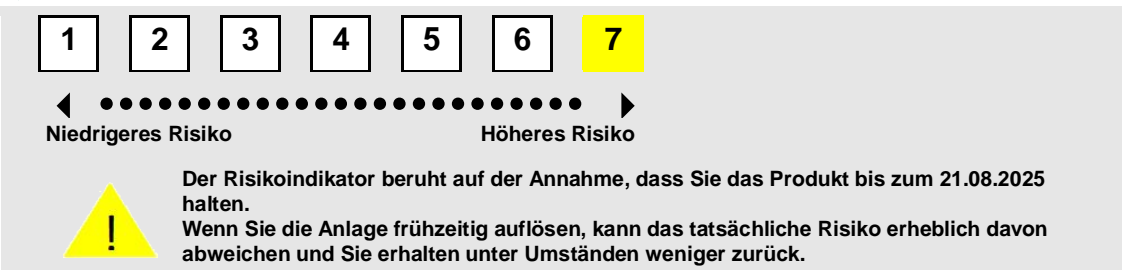 1 2 3 4 5 6 7
Niedrigeres Risiko Höheres Risiko
Der Risikoindikator beruht auf der Annahme, dass Sie das Produkt bis zum 21.08.2025
halten.
Wenn Sie die Anlage frühzeitig auflösen, kann das tatsächliche Risiko erheblich davon
abweichen und Sie erhalten unter Umständen weniger zurück.
!